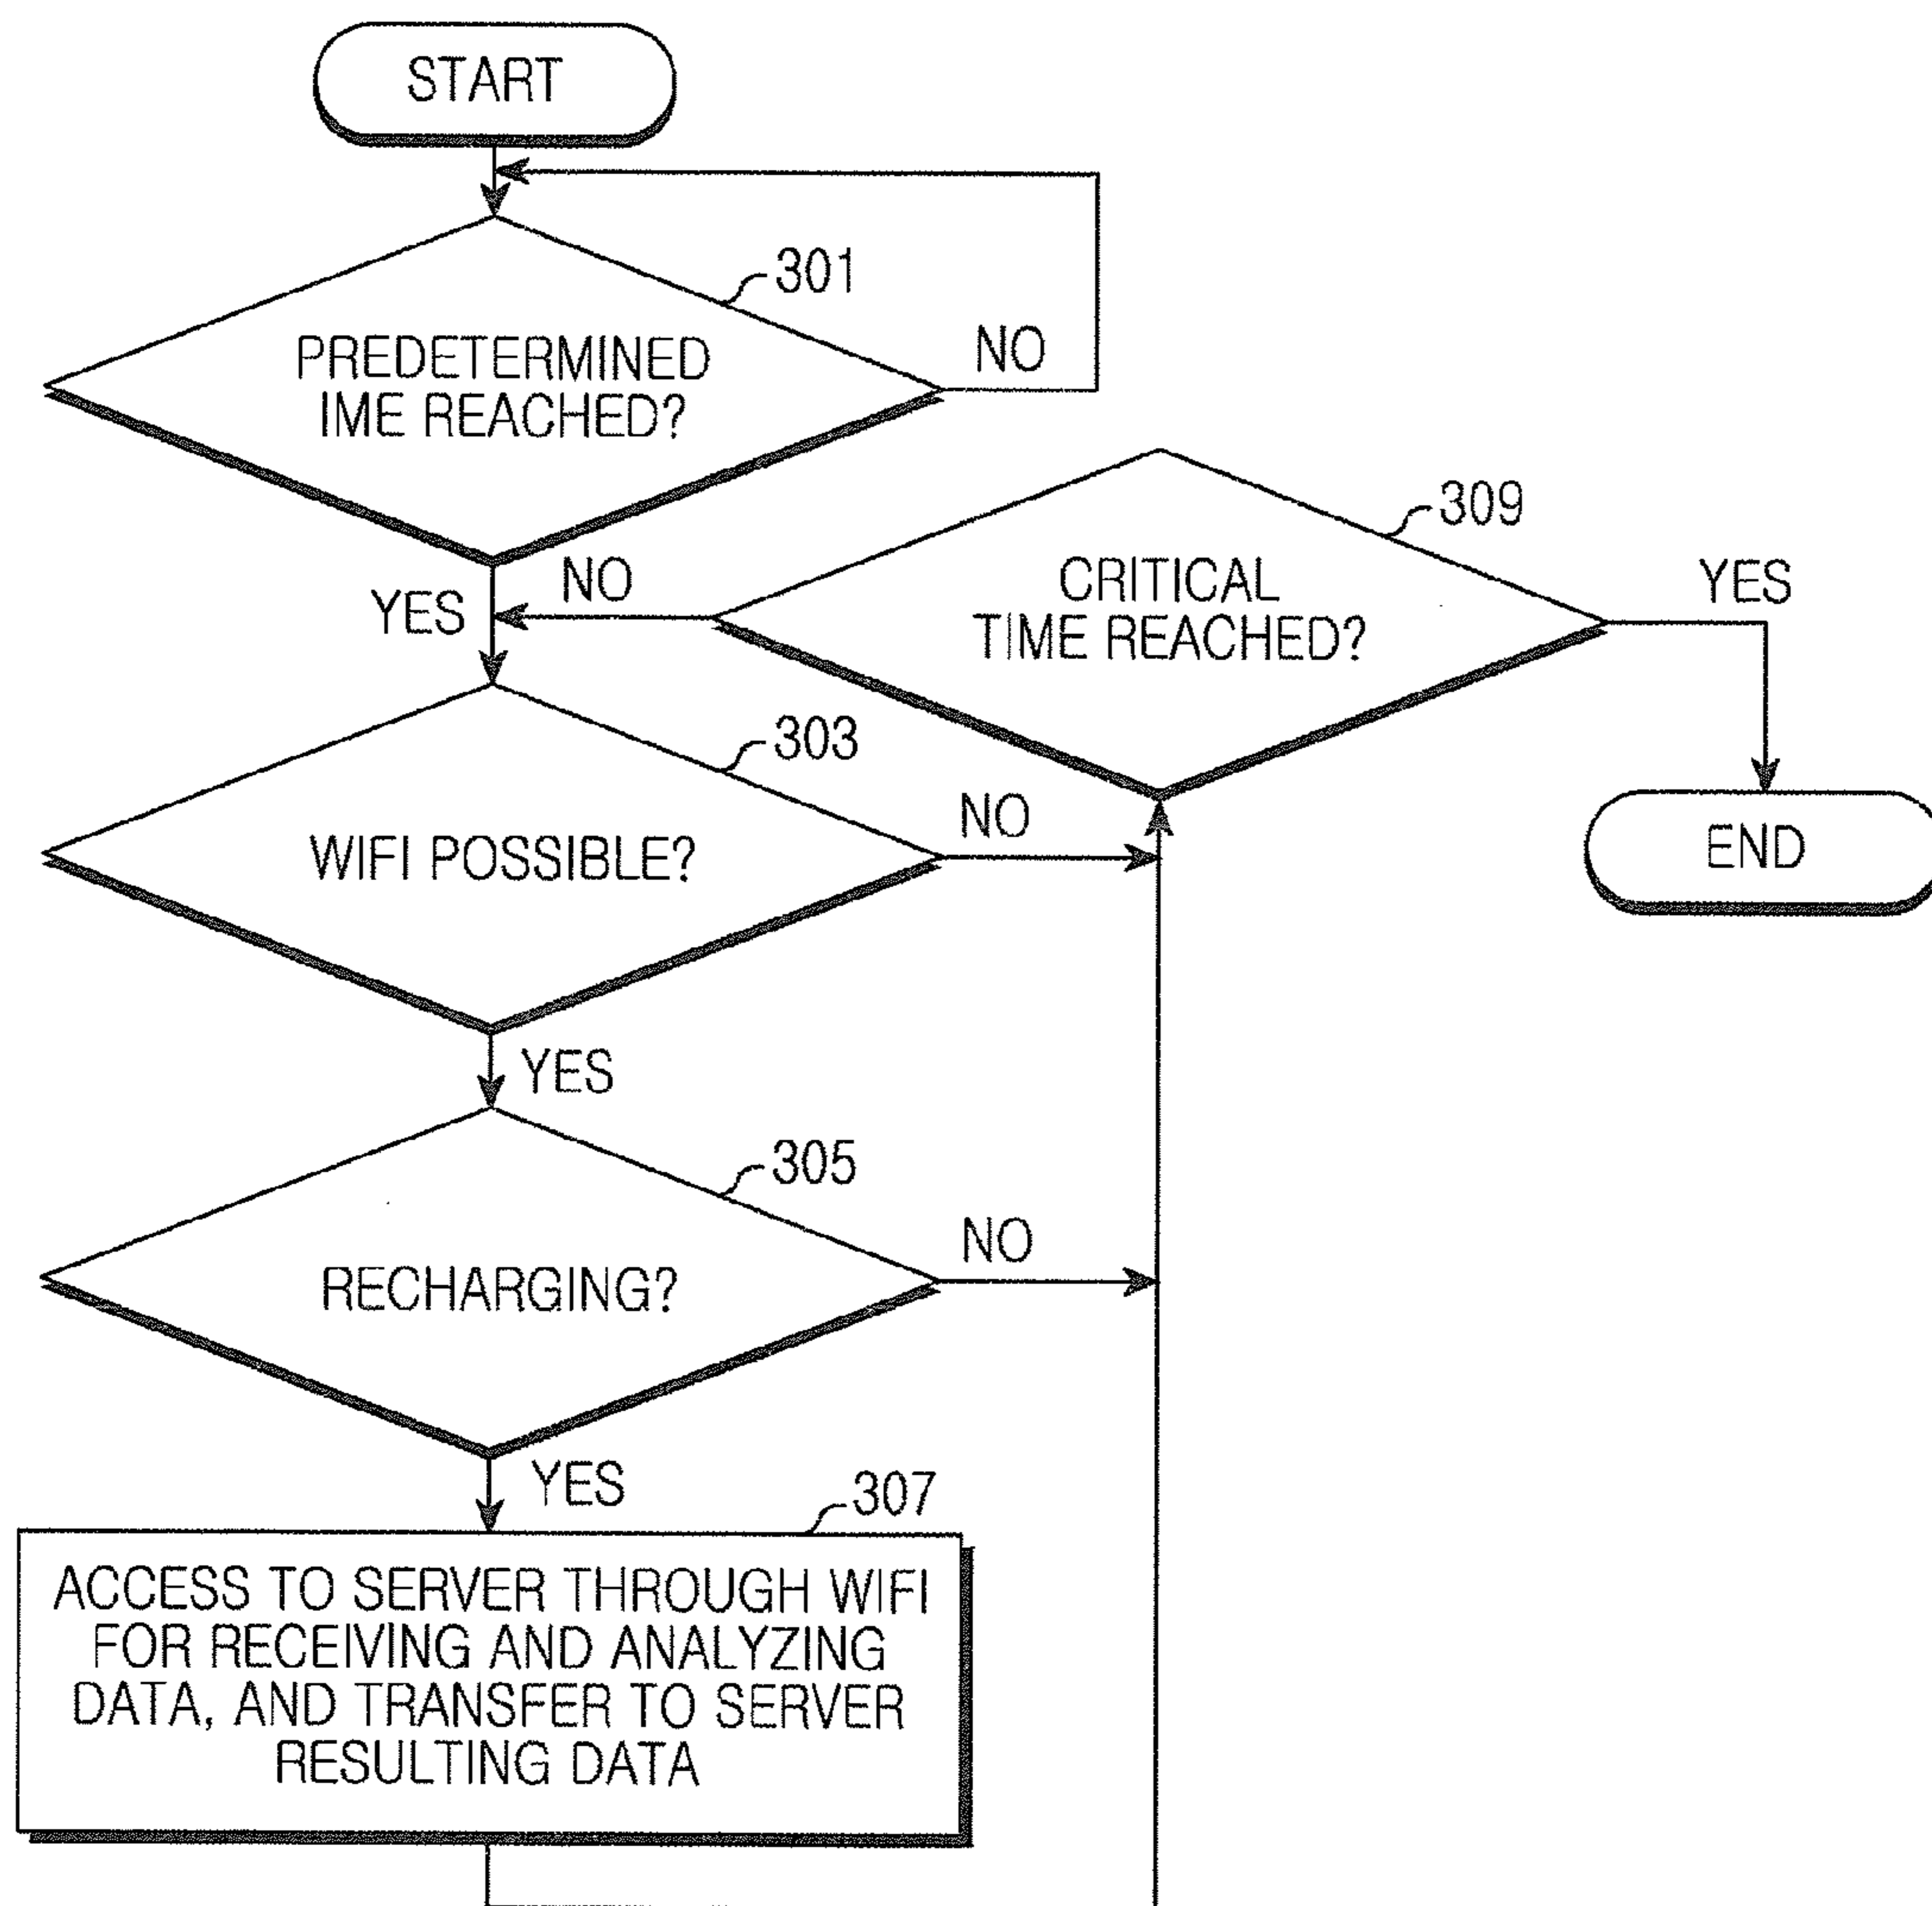 START
301
PREDETERMINED
IME REACHED?
NO
YES
NO
309
CRITICAL
TIME REACHED?
YES
END
303
WIFI POSSIBLE?
NO
YES
305
RECHARGING?
NO
YES
307
ACCESS TO SERVER THROUGH WIFI
FOR RECEIVING AND ANALYZING
DATA, AND TRANSFER TO SERVER
RESULTING DATA